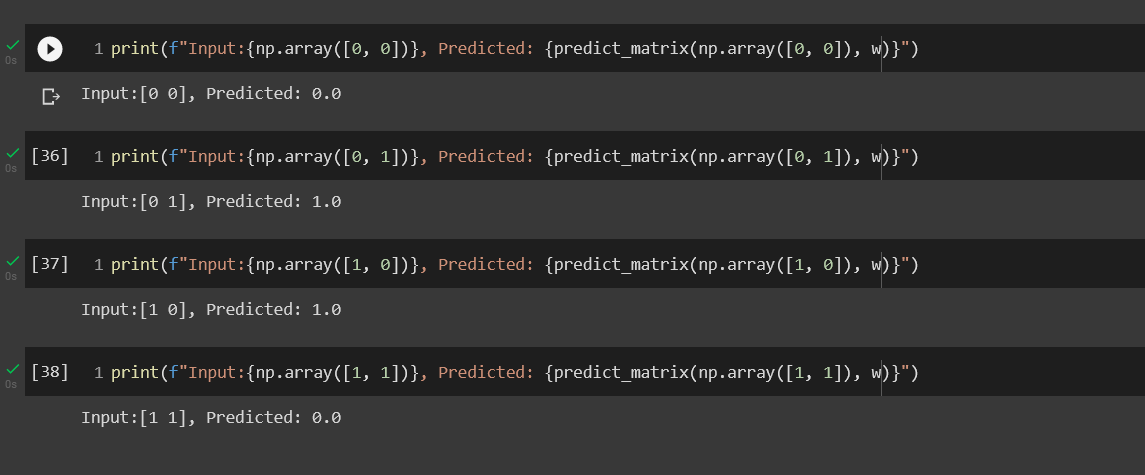 1 print(f"Input:{np.array([0, 0])}, Predicted: {predict_matrix(np.array([0, 0]), w)}")
0s
Input:[0 0], Predicted: 0.0
[36] 1 print(f"Input:{np.array([0, 1])}, Predicted: {predict_matrix(np.array([0, 1]), w)}")
0s
Input:[0 1], Predicted: 1.0
[37] 1 print(f"Input:{np.array([1, 0])}, Predicted: {predict_matrix(np.array([1, 0]), w)}")
0s
Input:[1 0], Predicted: 1.0
[38] 1 print(f"Input:{np.array([1, 1])}, Predicted: {predict_matrix(np.array([1, 1]), w)}")
0s
Input:[1 1], Predicted: 0.0